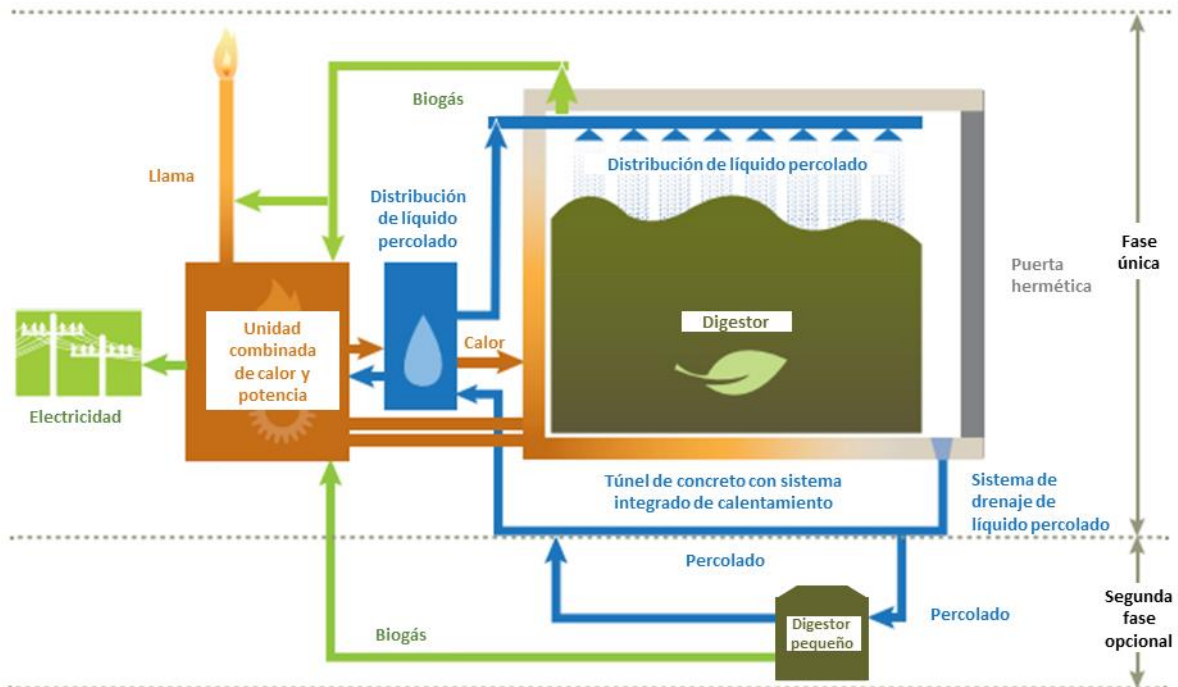 Biogás
Llama
Distribución
de líquido
percolado
Distribución de líquido percolado
Fase
única
Puerta
hermética
Unidad
combinada
de calor y
potencia
Calor
Digestor
Electricidad
Túnel de concreto con sistema
integrado de calentamiento
Sistema de
drenaje de
líquido percolado
Percolado
Segunda
fase
opcional
Percolado
Digestor
pequeño
Biogás